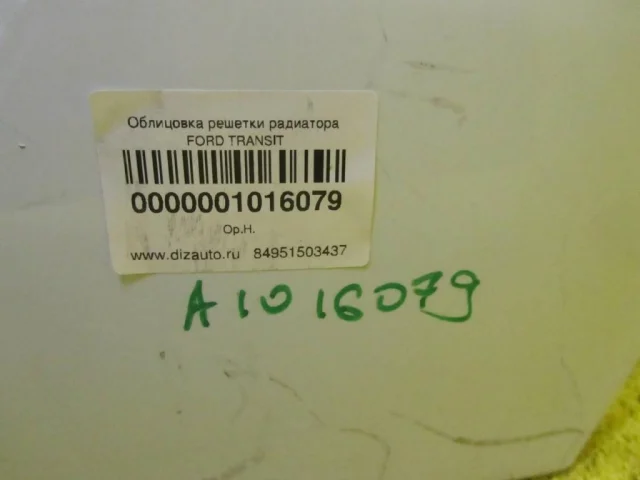 Облицовка решетки радиатора
FORD TRANSIT
0000001016079
Ор.Н.
www.dizauto.ru 84951503437
A1016079